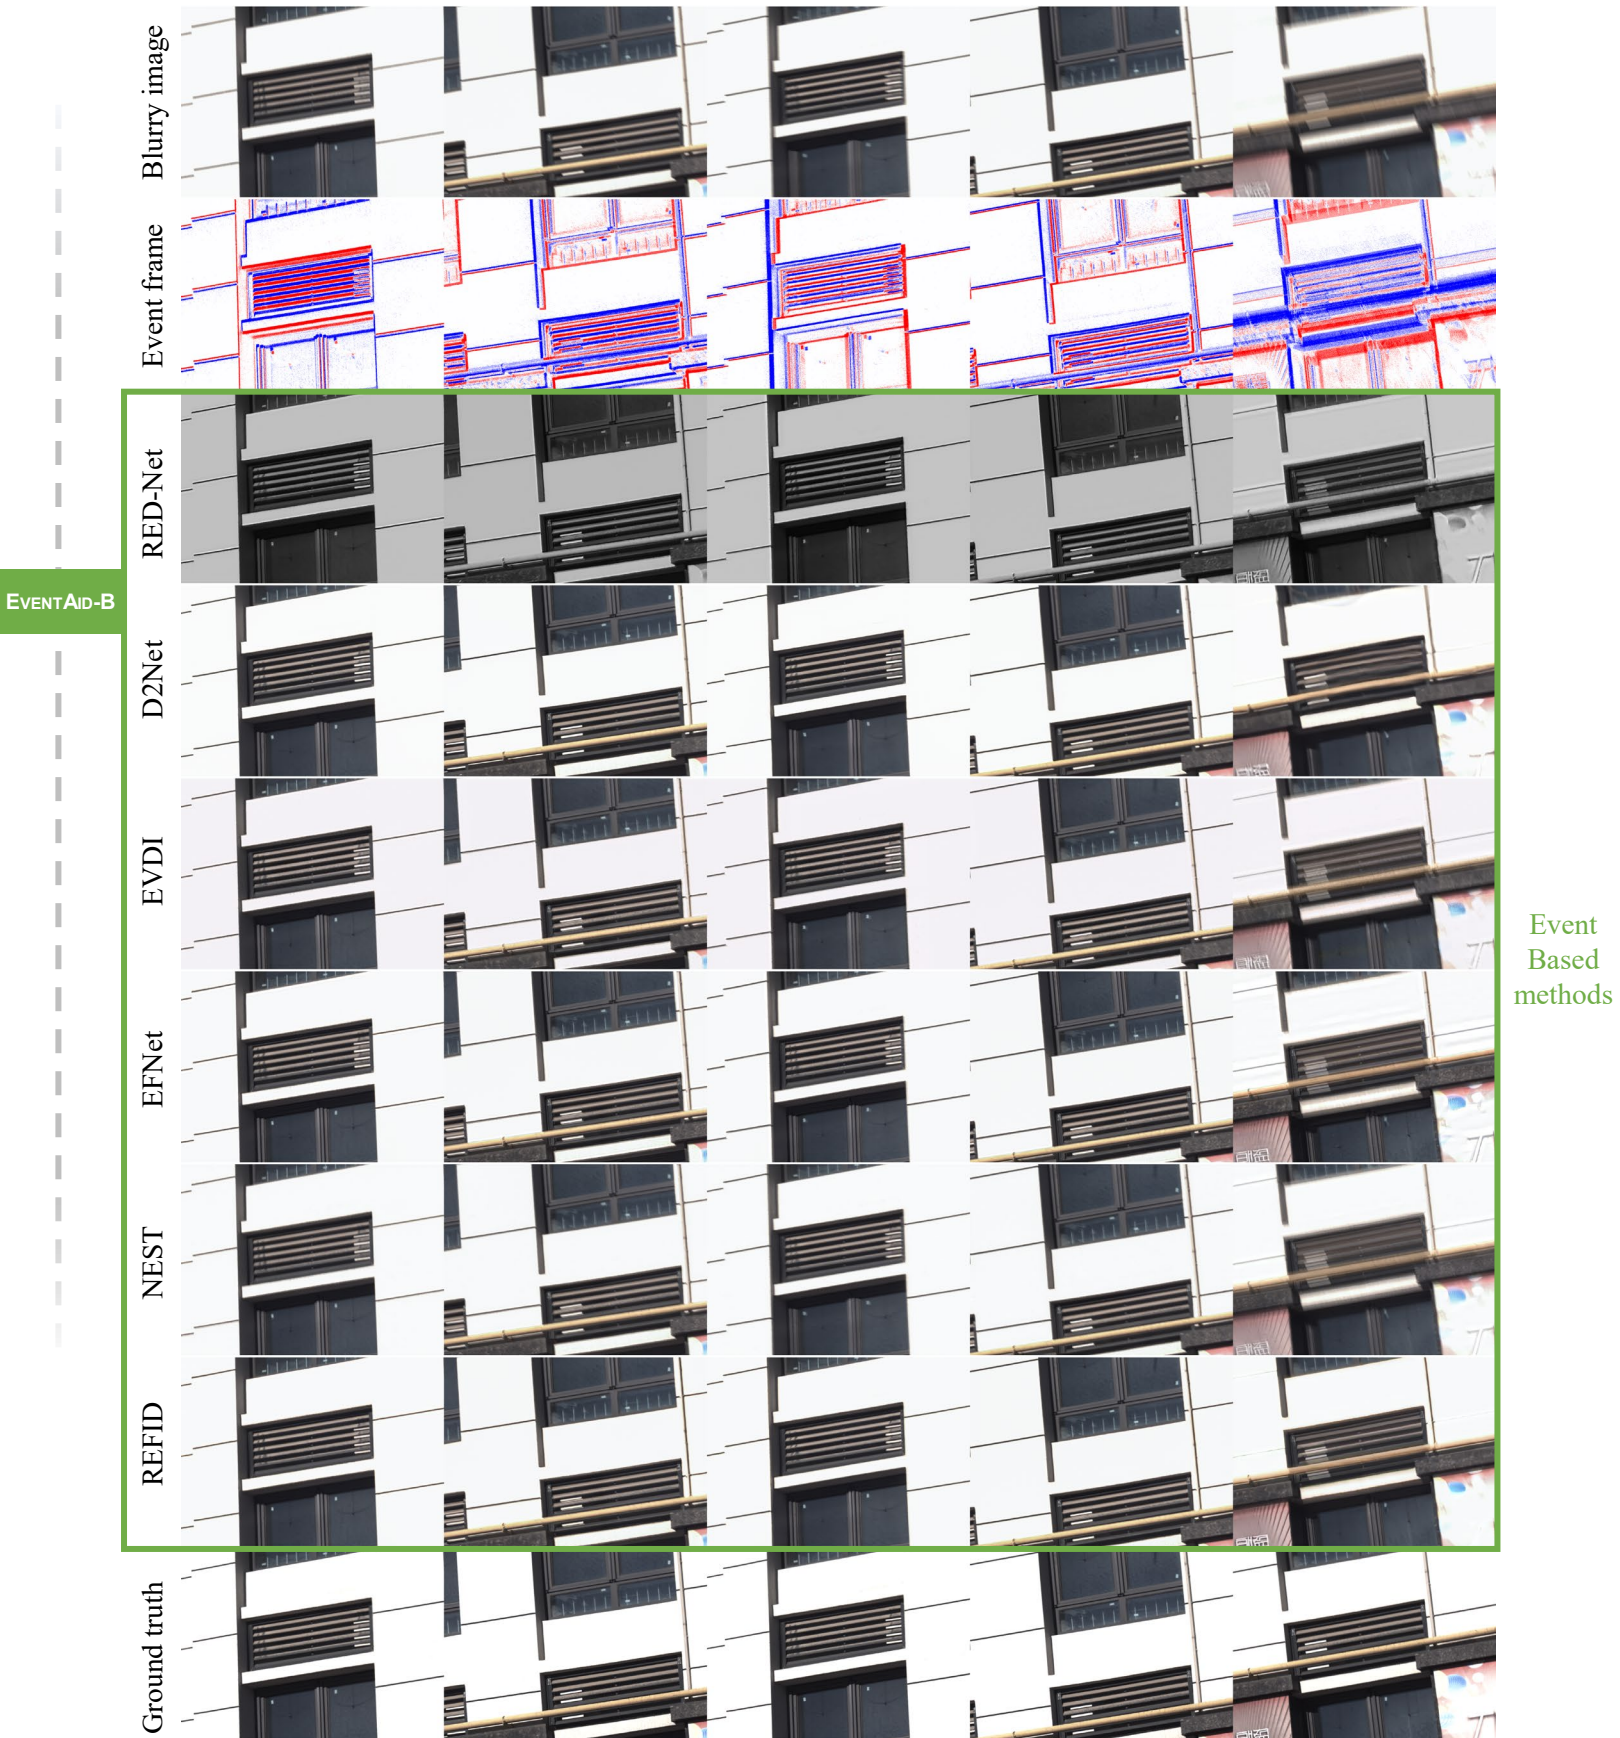 Blurry image
Event frame
RED-Net
EVENTAID-B
D2Net
EVDI
Event
Based
methods
EFNet
NEST
REFID
Ground truth